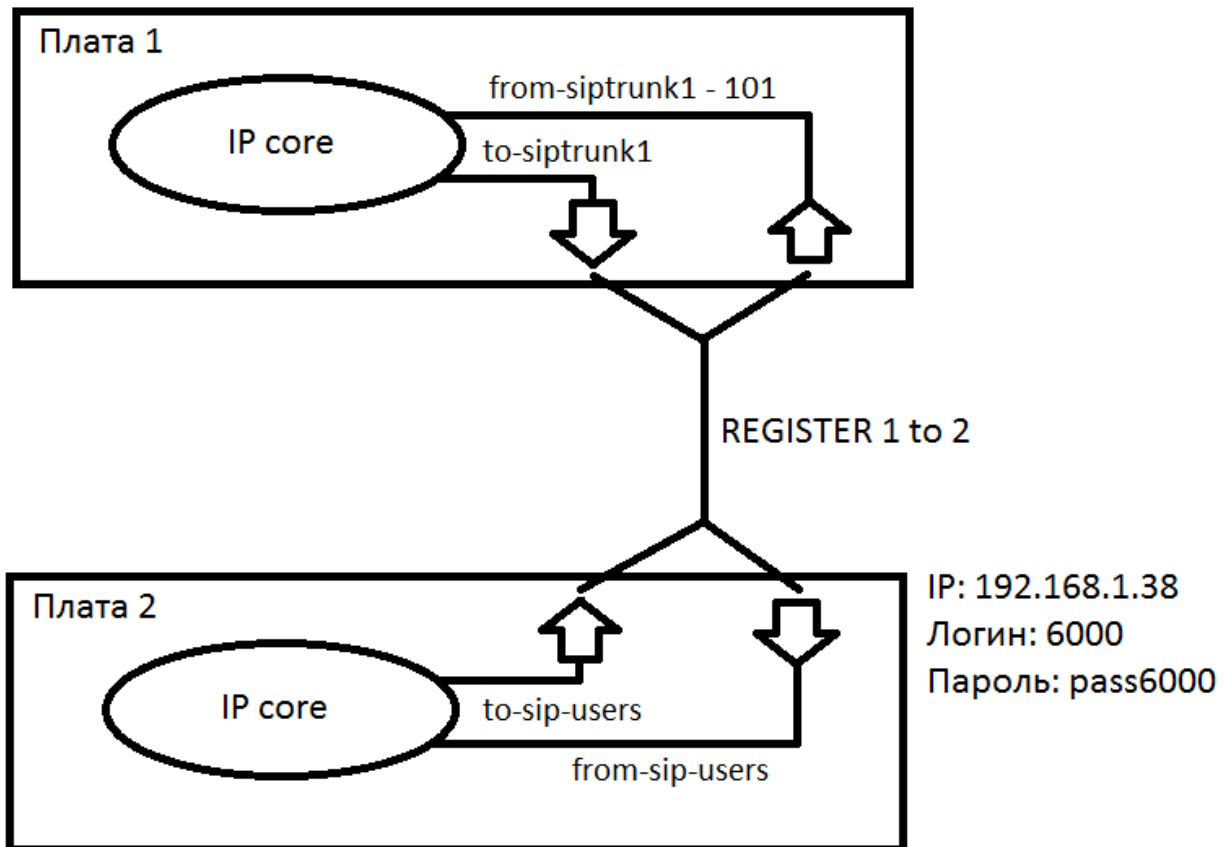 Плата 1
from-siptrunk1 - 101
IP core
to-siptrunk1
REGISTER 1 to 2
Плата 2
IP: 192.168.1.38
Логин: 6000
Пароль: pass6000
IP core
to-sip-users
from-sip-users